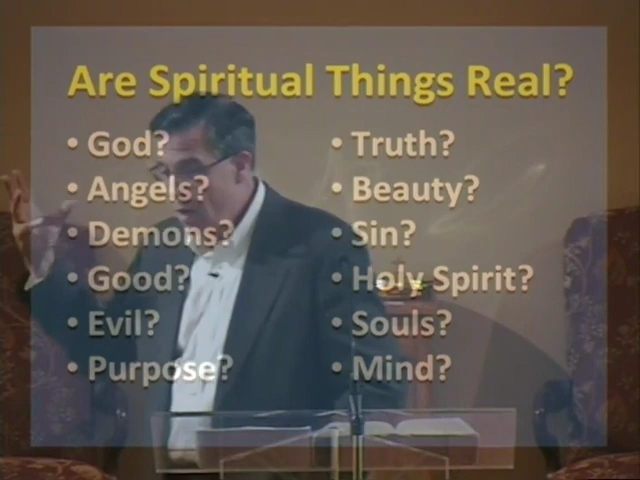 Are Spiritual Things Real?
• God?
• Angels?
• Demons?
• Good?
• Evil?
• Purpose?
• Truth?
• Beauty?
• Sin?
• Holy Spirit?
• Souls?
• Mind?